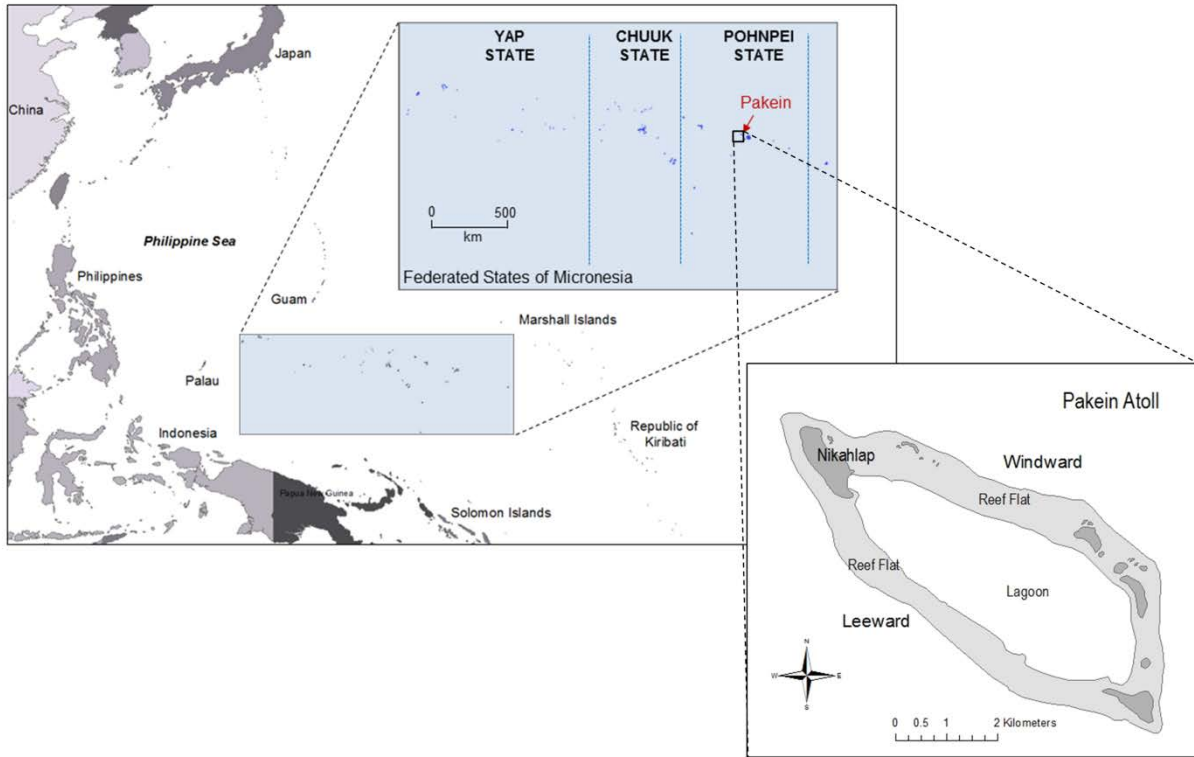 Japan
China
Philippine Sea
Philippines
Guam
Marshall Islands
Palau
Indonesia
Republic of
Kiribati
Papua New Guinea
Solomon Islands
YAP
STATE
CHUUK
STATE
POHNPEI
STATE
Pakein
0 500
km
Federated States of Micronesia
Pakein Atoll
Nikahlap
Windward
Reef Flat
Reef Flat
Lagoon
Leeward
N
W E
S
0 0.5 1 2 Kilometers